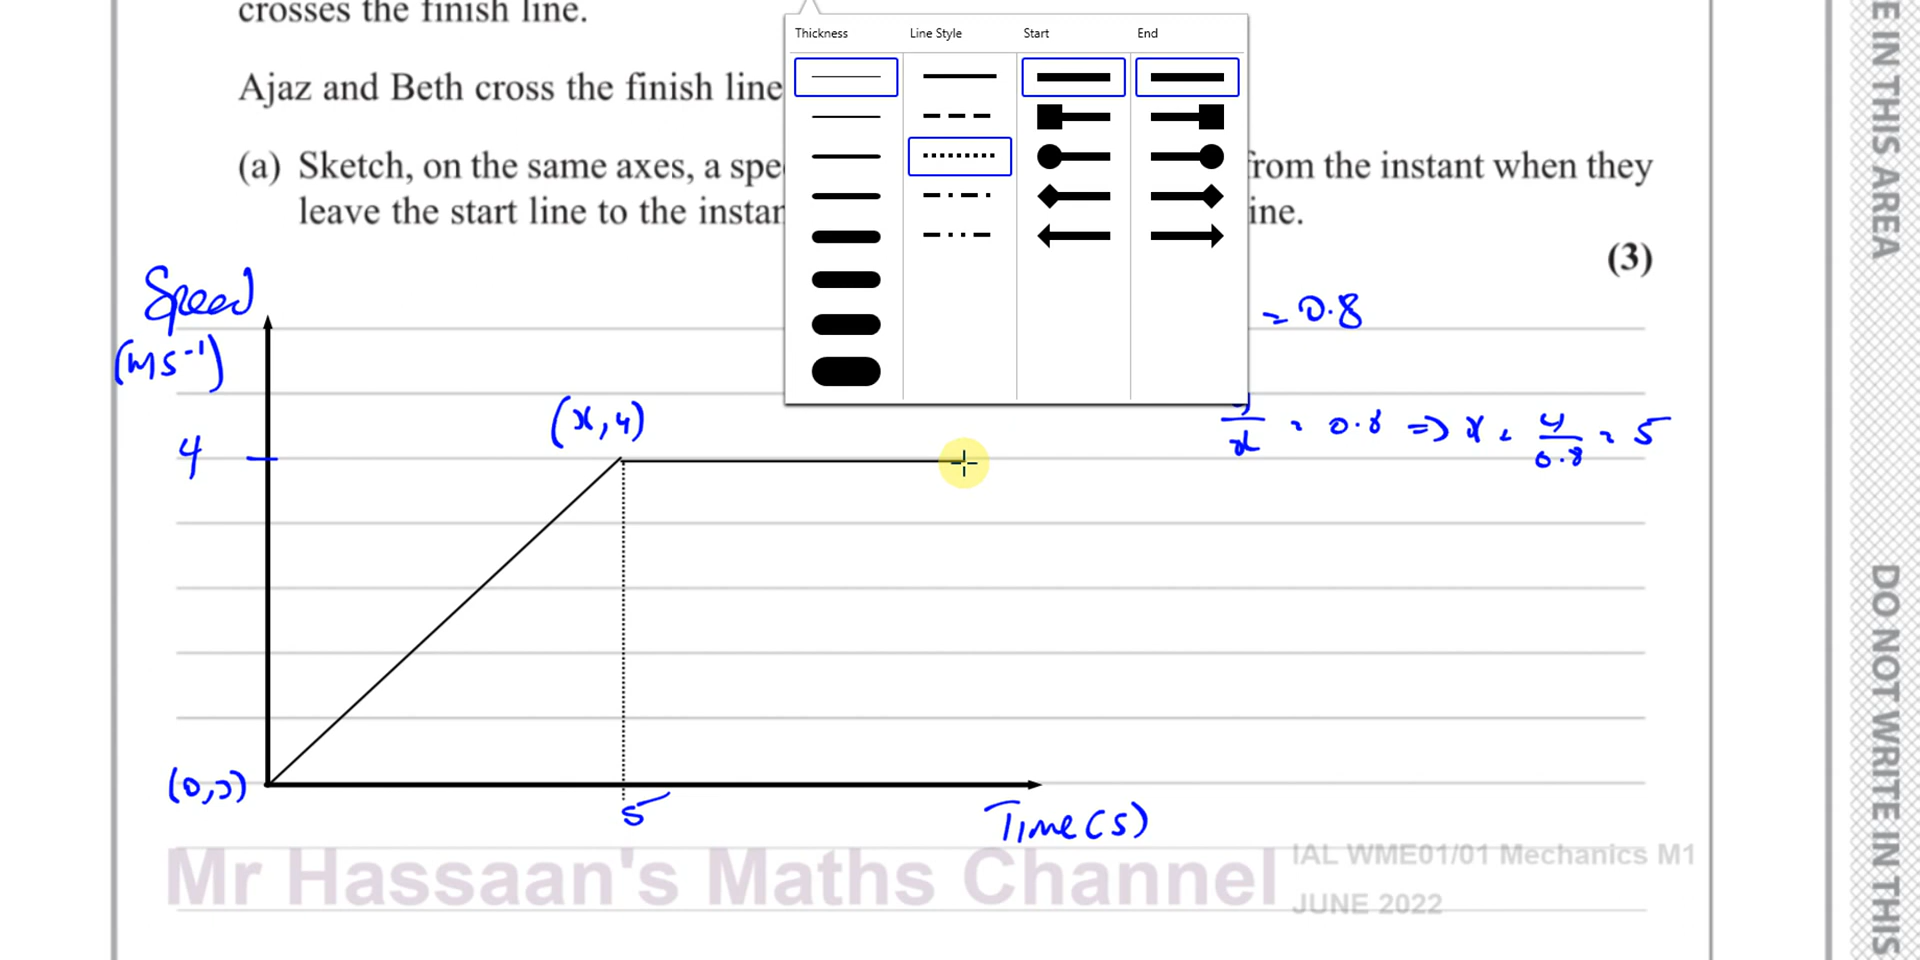 crosses the finish line.
Thickness Line Style Start End
Ajaz and Beth cross the finish line
(a) Sketch, on the same axes, a spe from the instant when they
leave the start line to the instan ine.
(3)
Speed
(ms⁻¹)
= 0.8
(x,4)
/x = 0.8 => x = 4/0.8 = 5
4
(0,0)
5
Time(s)
Mr Hassaan's Maths Channel
IAL WME01/01 Mechanics M1
JUNE 2022
E IN THIS AREA
DO NOT WRITE IN THIS